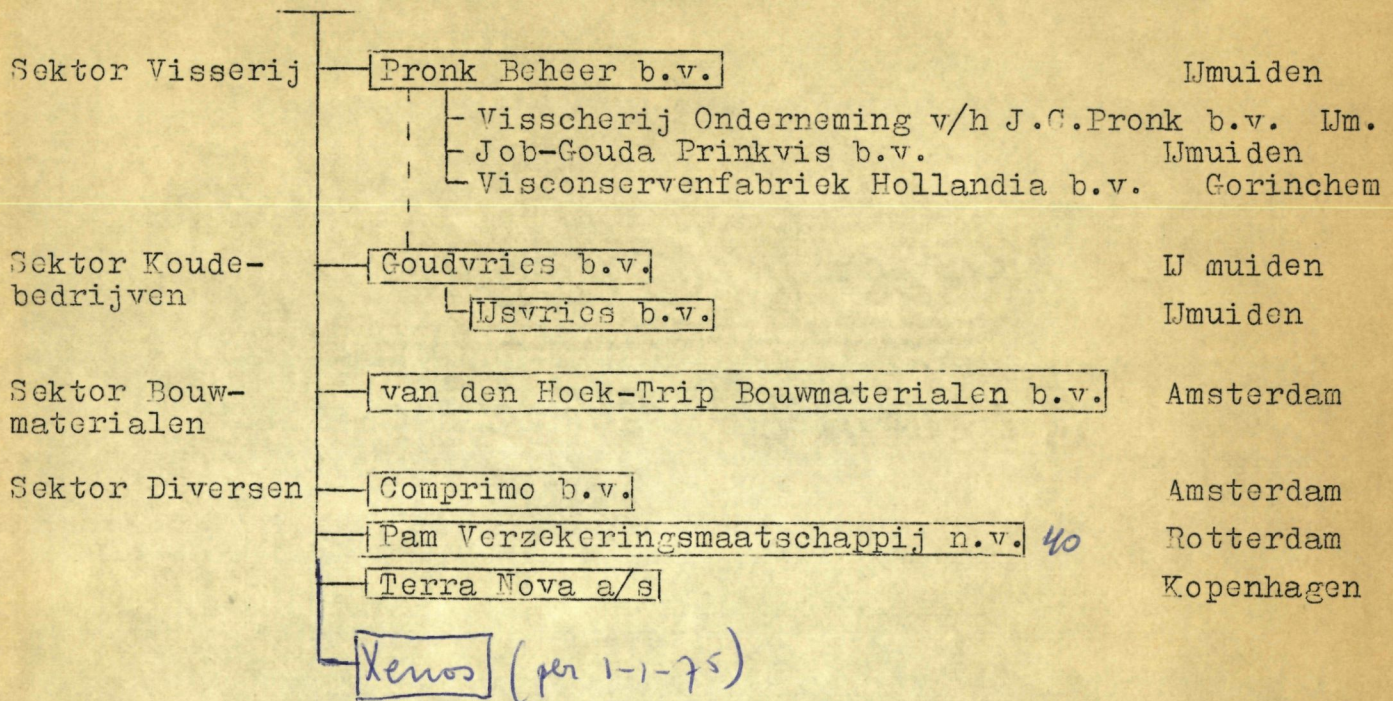 Sektor Visserij Pronk Beheer b.v. IJmuiden
Visscherij Onderneming v/h J.C.Pronk b.v. IJm.
Job-Gouda Prinkvis b.v. IJmuiden
Visconservenfabriek Hollandia b.v. Gorinchem
Sektor Koude- Goudvries b.v. IJ muiden
bedrijven IJsvries b.v. IJmuiden
Sektor Bouw- van den Hoek-Trip Bouwmaterialen b.v. Amsterdam
materialen
Sektor Diversen Comprimo b.v. Amsterdam
Pam Verzekeringsmaatschappij n.v. 40 Rotterdam
Terra Nova a/s Kopenhagen
Xenos (per 1-1-75)